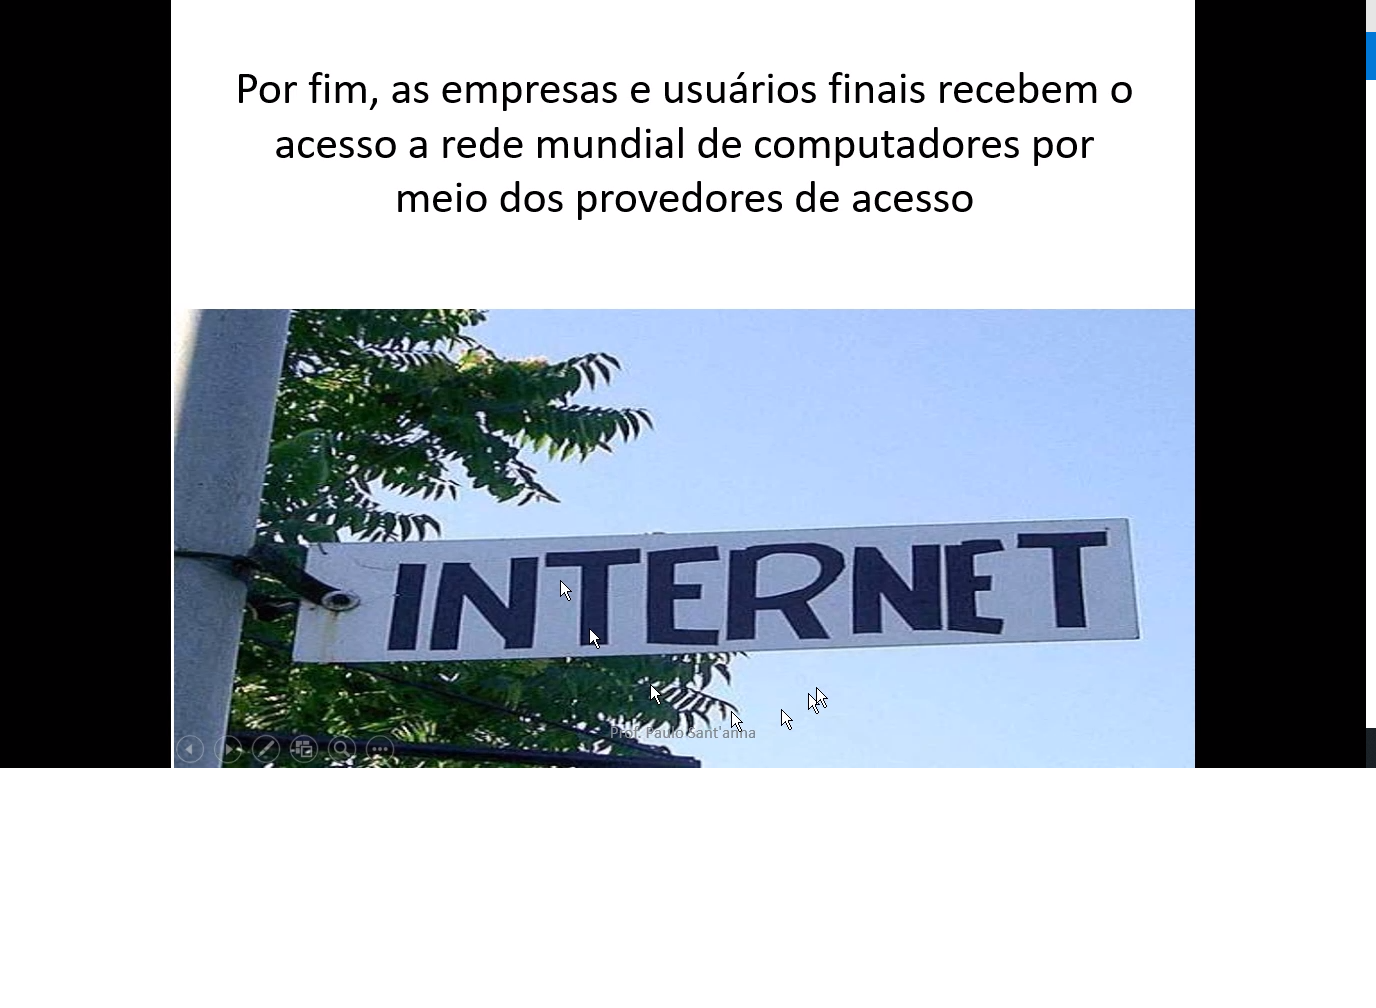 Por fim, as empresas e usuários finais recebem o
acesso a rede mundial de computadores por
meio dos provedores de acesso
INTERNET
Prof. Paulo Sant'anna